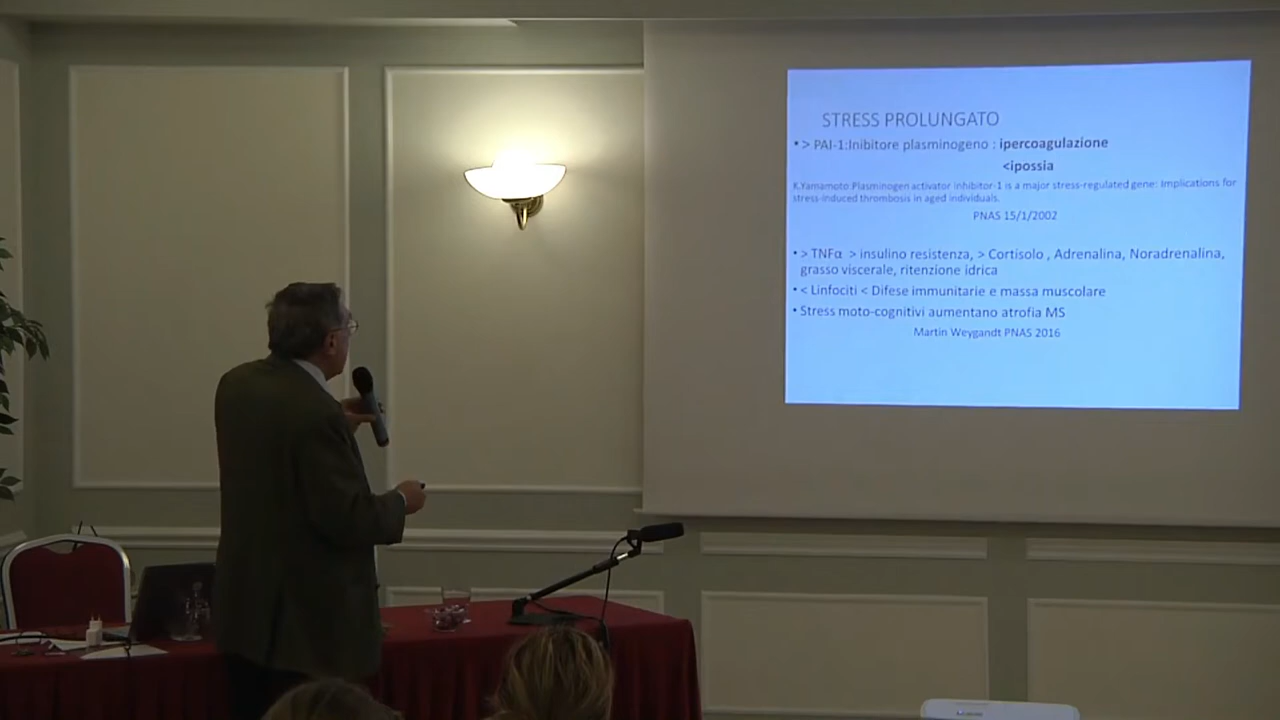 STRESS PROLUNGATO
• > PAI-1:Inibitore plasminogeno : ipercoagulazione
<ipossia
K.Yamamoto:Plasminogen activator inhibitor-1 is a major stress-regulated gene: Implications for
stress-induced thrombosis in aged individuals.
PNAS 15/1/2002
• > TNFα > insulino resistenza, > Cortisolo , Adrenalina, Noradrenalina,
grasso viscerale, ritenzione idrica
• < Linfociti < Difese immunitarie e massa muscolare
• Stress moto-cognitivi aumentano atrofia MS
Martin Weygandt PNAS 2016